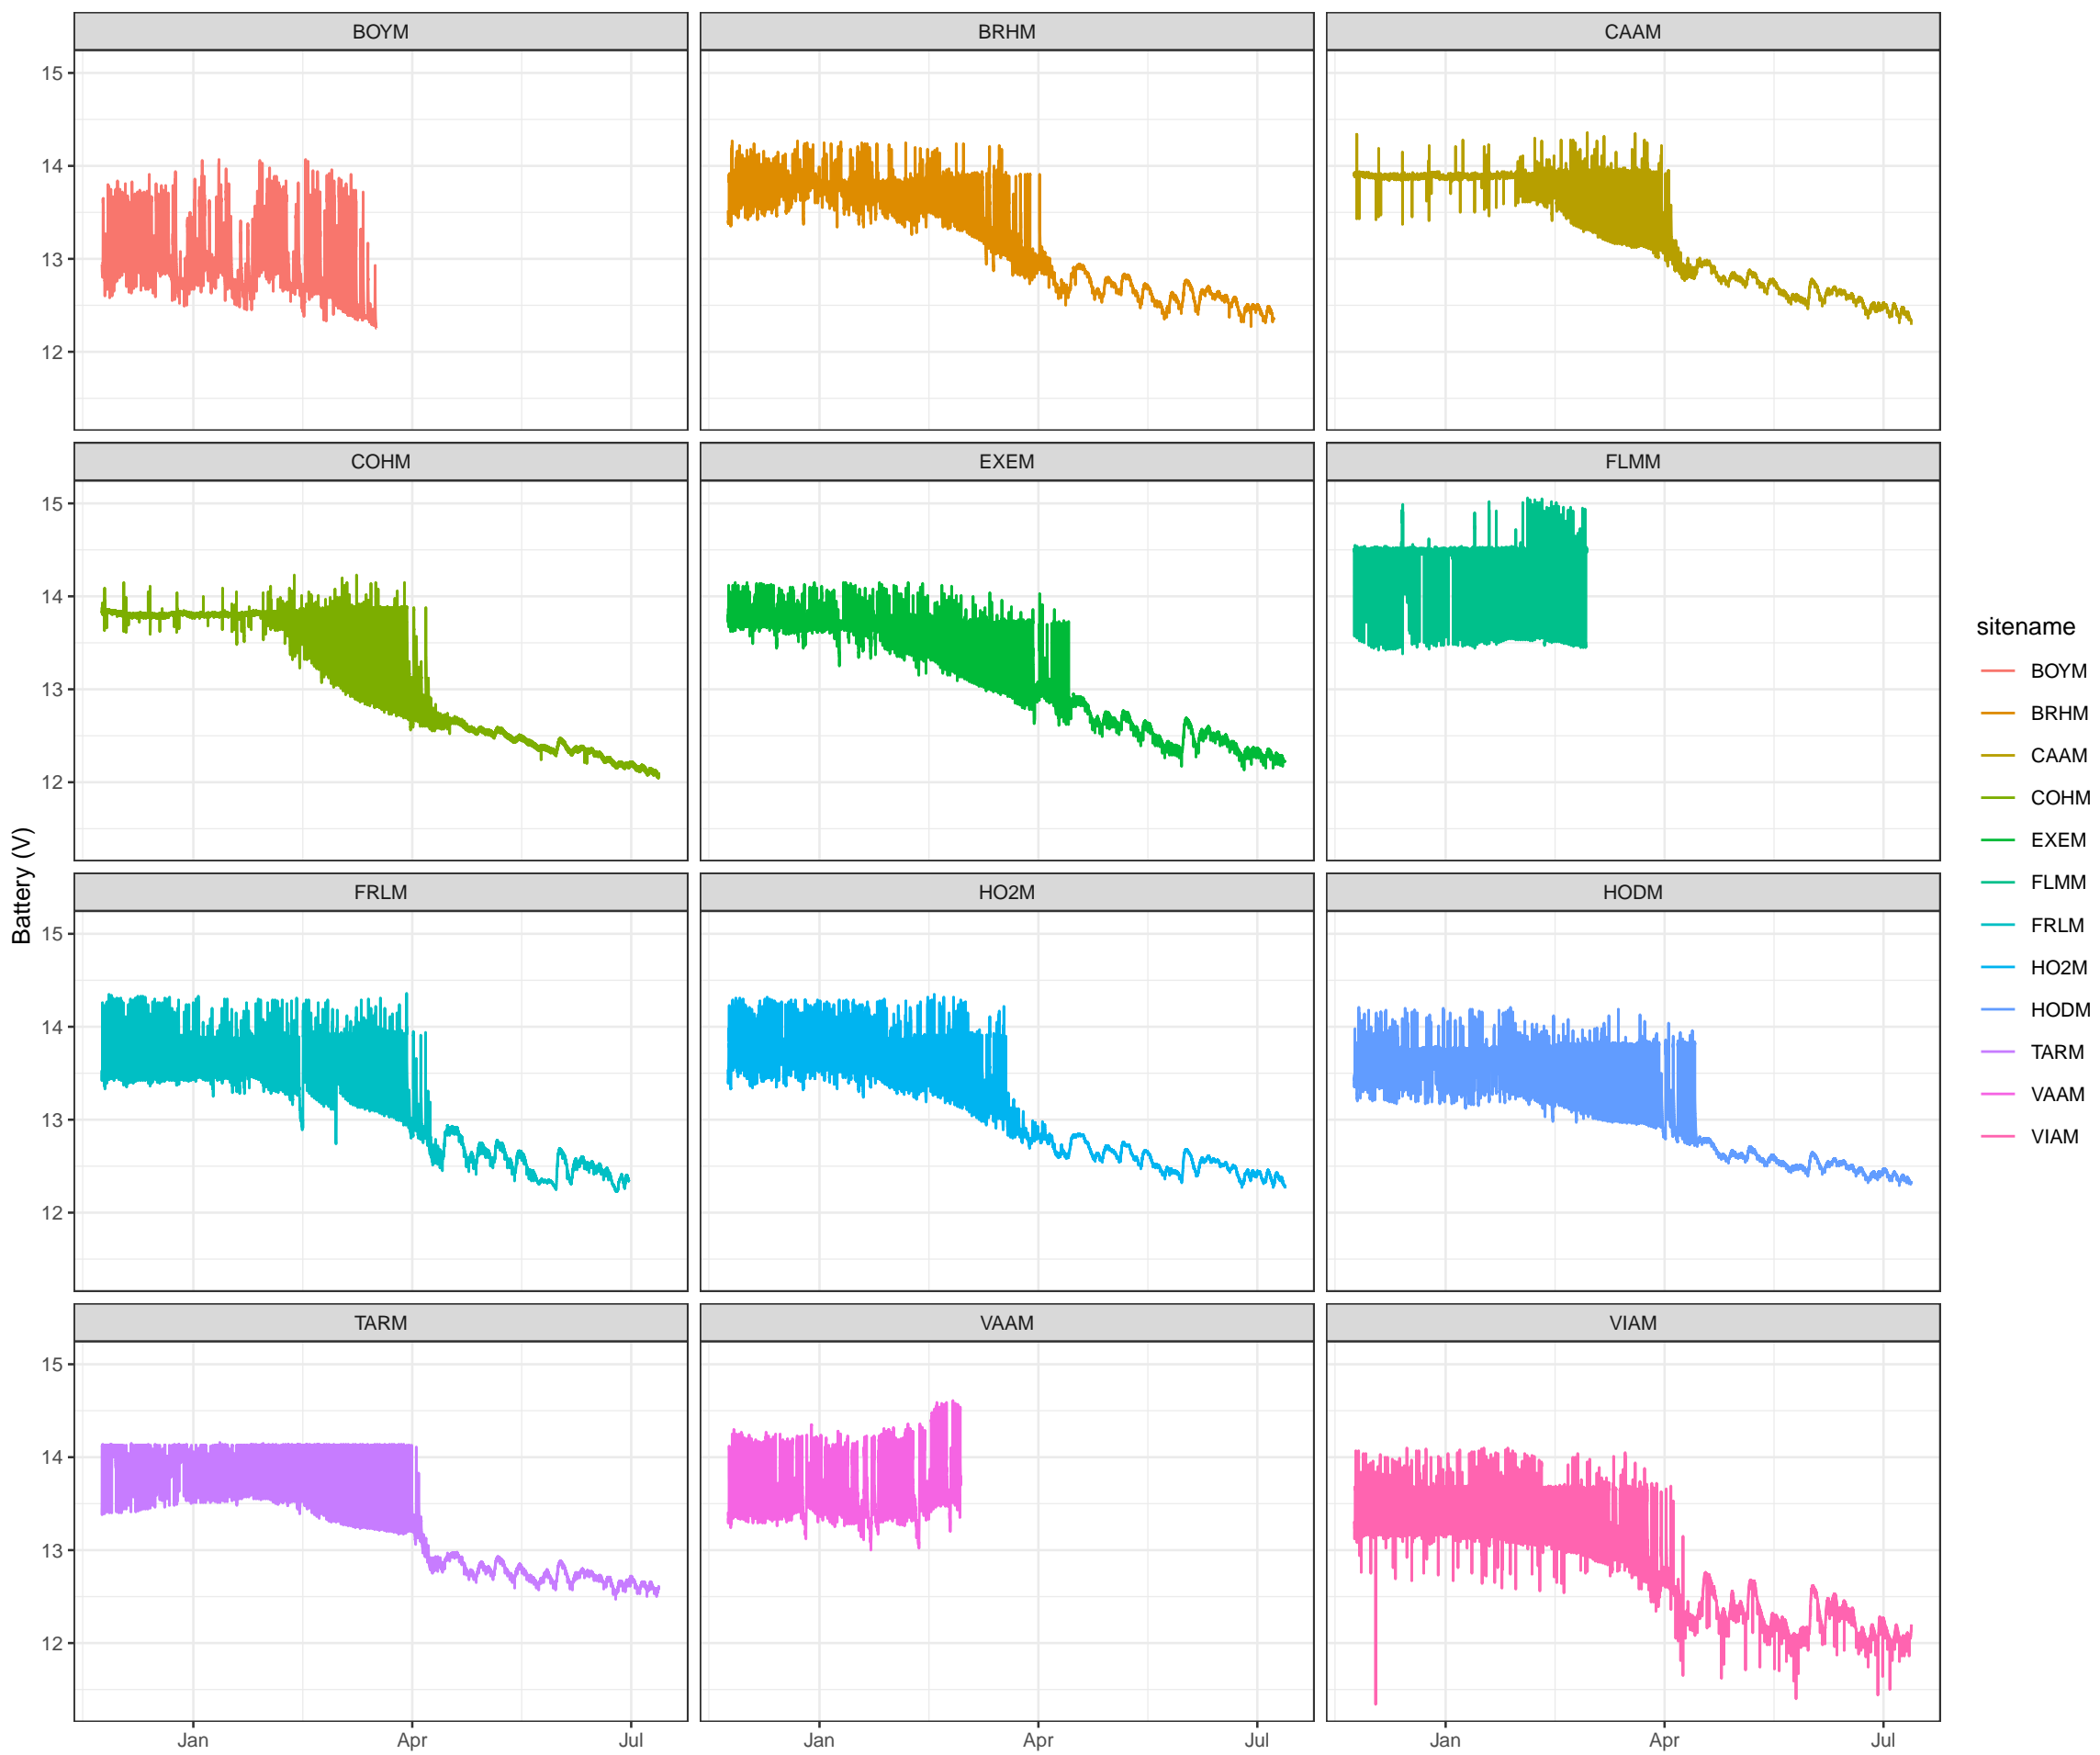 BOYM BRHM CAAM
15
14
13
12
COHM EXEM FLMM
15
14
13
12
FRLM HO2M HODM
15
14
13
12
TARM VAAM VIAM
15
14
13
12
Jan Apr Jul Jan Apr Jul Jan Apr Jul
Battery (V)
sitename
BOYM
BRHM
CAAM
COHM
EXEM
FLMM
FRLM
HO2M
HODM
TARM
VAAM
VIAM